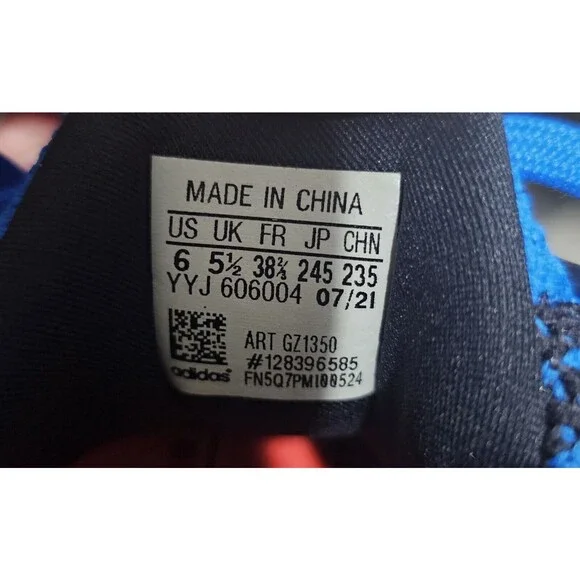 MADE IN CHINA
US UK FR JP CHN
6 5½ 38⅔ 245 235
YYJ 606004 07/21
ART GZ1350
#128396585
adidas FN5Q7PM100524